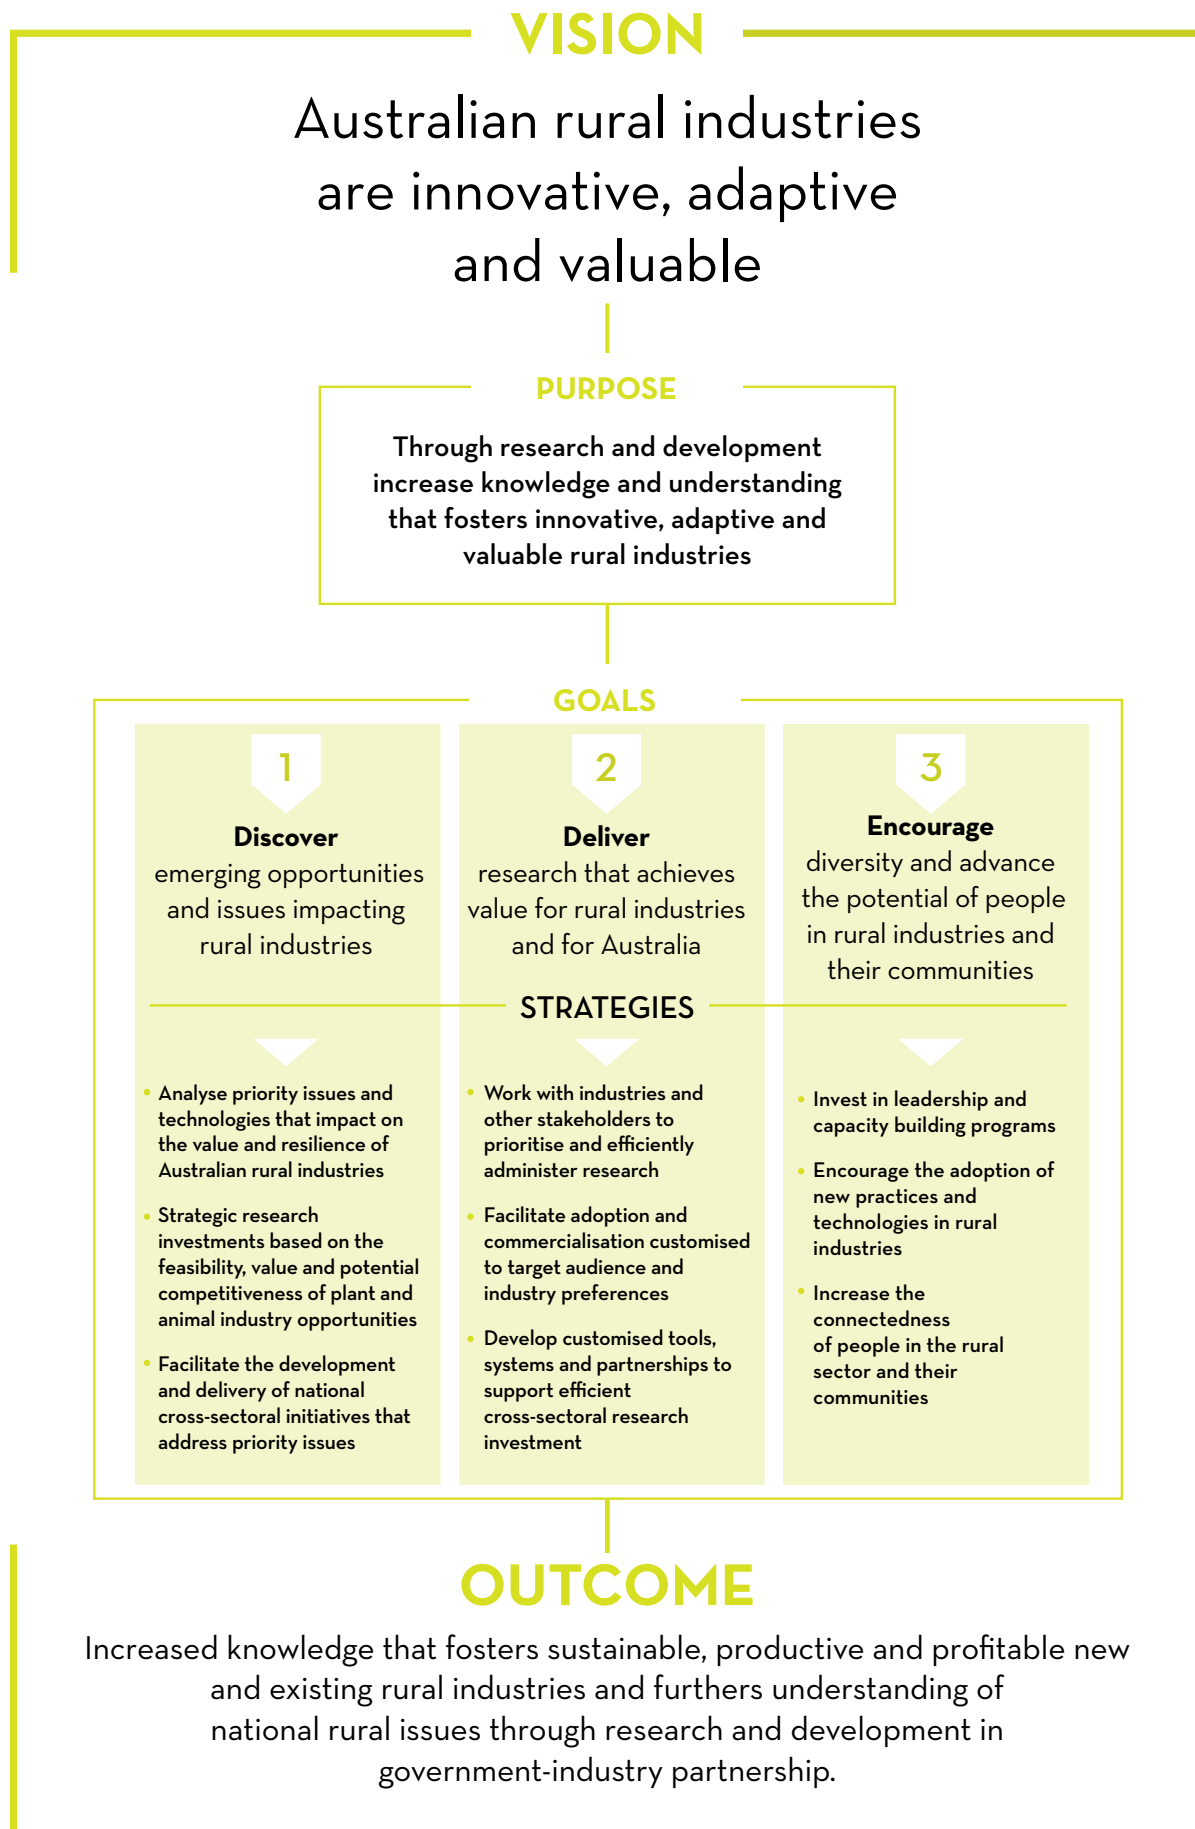 VISION
Australian rural industries
are innovative, adaptive
and valuable
PURPOSE
Through research and development
increase knowledge and understanding
that fosters innovative, adaptive and
valuable rural industries
GOALS
1
Discover
emerging opportunities
and issues impacting
rural industries
2
Deliver
research that achieves
value for rural industries
and for Australia
3
Encourage
diversity and advance
the potential of people
in rural industries and
their communities
STRATEGIES
• Analyse priority issues and
technologies that impact on
the value and resilience of
Australian rural industries
• Strategic research
investments based on the
feasibility, value and potential
competitiveness of plant and
animal industry opportunities
• Facilitate the development
and delivery of national
cross-sectoral initiatives that
address priority issues
• Work with industries and
other stakeholders to
prioritise and efficiently
administer research
• Facilitate adoption and
commercialisation customised
to target audience and
industry preferences
• Develop customised tools,
systems and partnerships to
support efficient
cross-sectoral research
investment
• Invest in leadership and
capacity building programs
• Encourage the adoption of
new practices and
technologies in rural
industries
• Increase the
connectedness
of people in the rural
sector and their
communities
OUTCOME
Increased knowledge that fosters sustainable, productive and profitable new
and existing rural industries and furthers understanding of
national rural issues through research and development in
government-industry partnership.